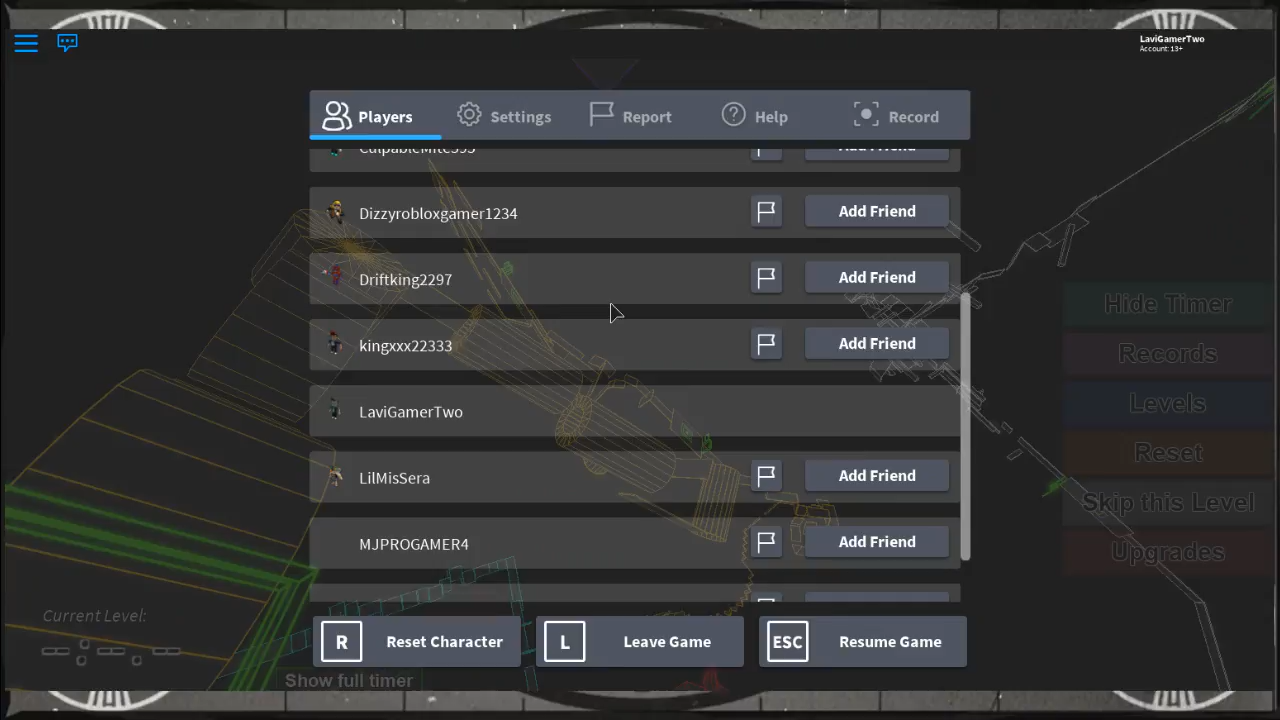 LaviGamerTwo
Account: 13+
Players
Settings
Report
Help
Record
Add Friend
Dizzyrobloxgamer1234
Add Friend
Driftking2297
Add Friend
kingxxx22333
Add Friend
LaviGamerTwo
LilMisSera
Add Friend
MJPROGAMER4
Add Friend
Hide Timer
Records
Levels
Reset
Skip this Level
Upgrades
Current Level:
R
Reset Character
L
Leave Game
ESC
Resume Game
Show full timer